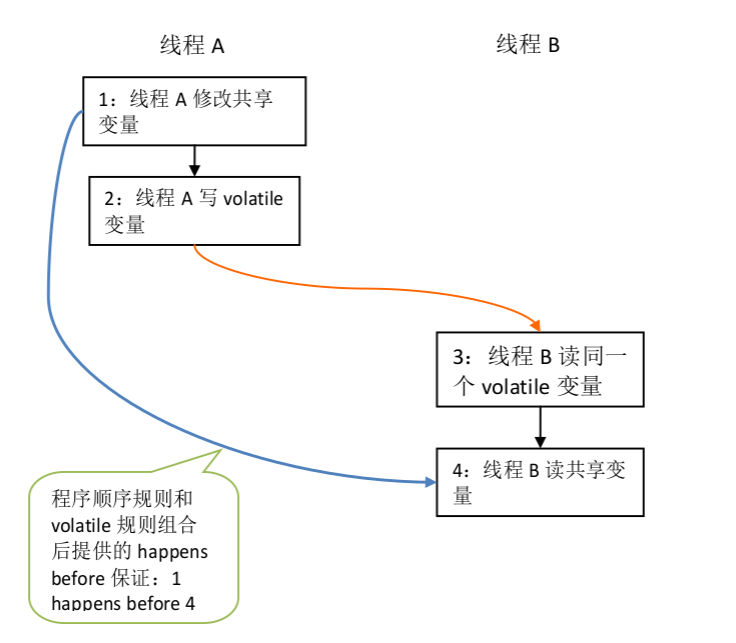 线程 A
线程 B
1：线程 A 修改共享
变量
2：线程 A 写 volatile
变量
3：线程 B 读同一
个 volatile 变量
4：线程 B 读共享变
量
程序顺序规则和
volatile 规则组合
后提供的 happens
before 保证：1
happens before 4